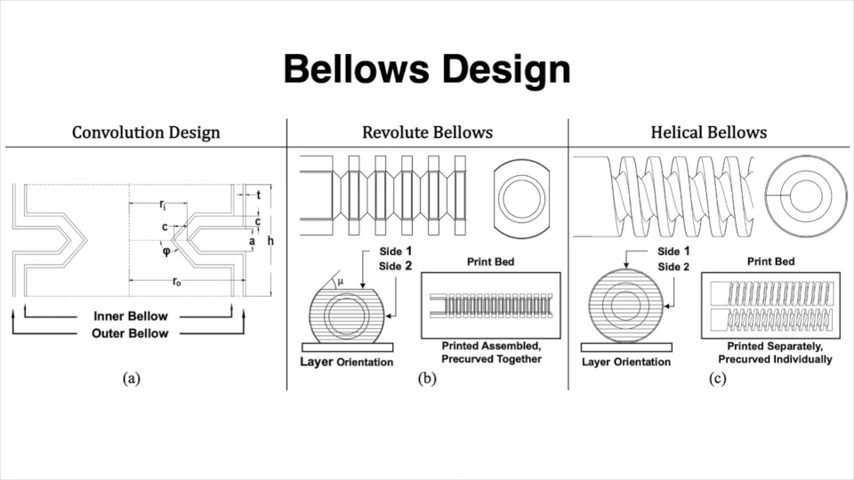 Bellows Design
Convolution Design
t
rᵢ
c
c
a
h
φ
rₒ
Inner Bellow
Outer Bellow
(a)
Revolute Bellows
Side 1
Side 2
μ
Print Bed
Layer Orientation
Printed Assembled,
Precurved Together
(b)
Helical Bellows
Side 1
Side 2
Print Bed
Layer Orientation
Printed Separately,
Precurved Individually
(c)